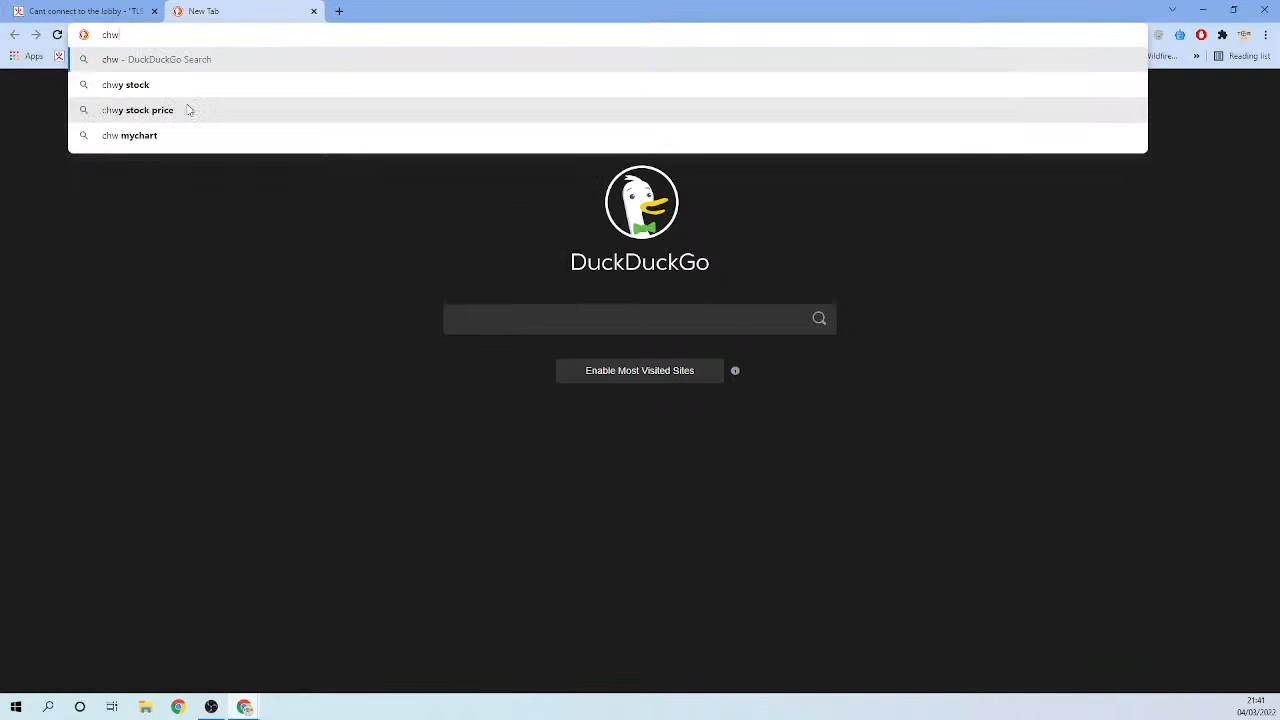 Cant connect to the lobby - "TLS
New Tab
chw
Apps
Wildfire...
»
Reading list
chw - DuckDuckGo Search
chwy stock
chwy stock price
chw mychart
DuckDuckGo
Enable Most Visited Sites
21:41
04/03/2022